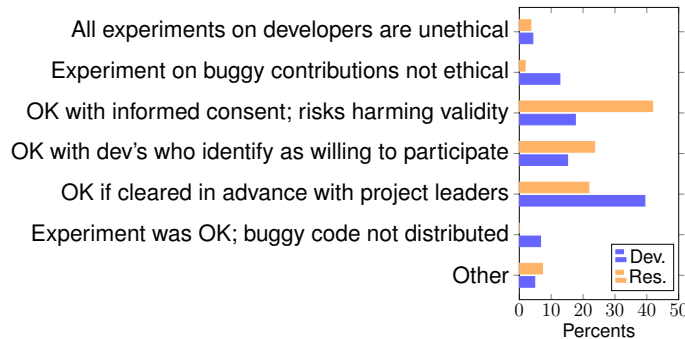 All experiments on developers are unethical
Experiment on buggy contributions not ethical
OK with informed consent; risks harming validity
OK with dev's who identify as willing to participate
OK if cleared in advance with project leaders
Experiment was OK; buggy code not distributed
Other
Dev.
Res.
0 10 20 30 40 50
Percents